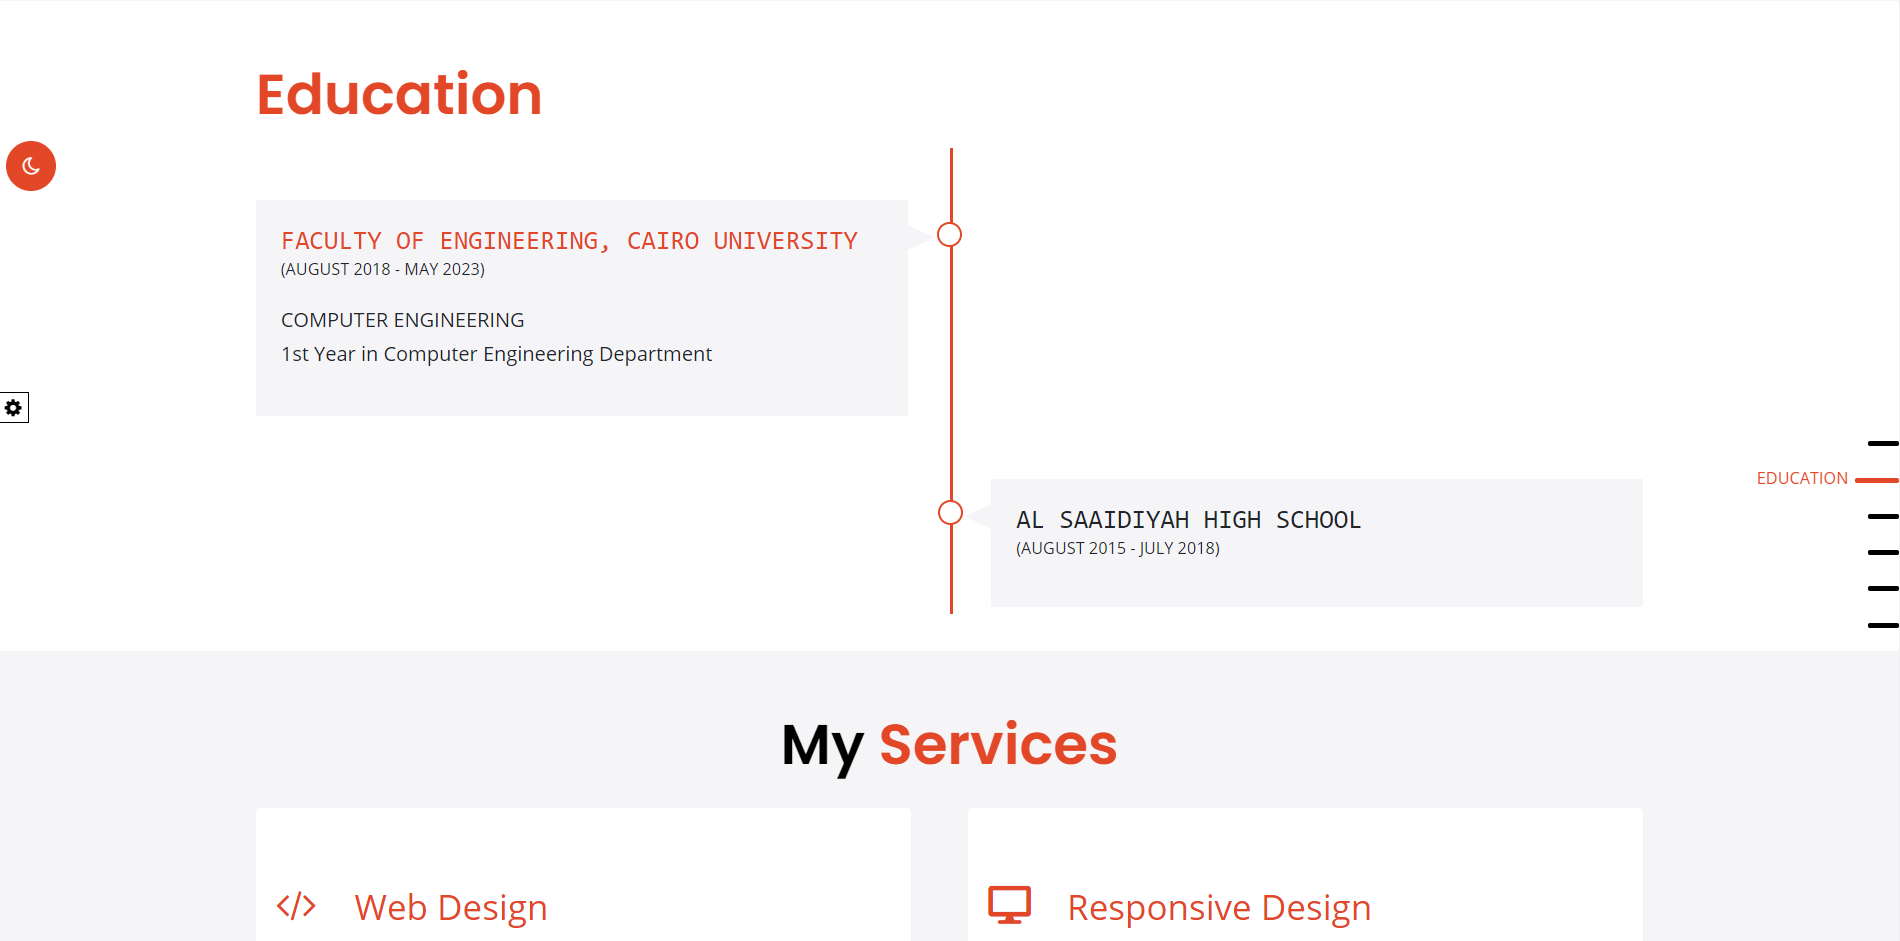 Education
FACULTY OF ENGINEERING, CAIRO UNIVERSITY
(AUGUST 2018 - MAY 2023)
COMPUTER ENGINEERING
1st Year in Computer Engineering Department
EDUCATION
AL SAAIDIYAH HIGH SCHOOL
(AUGUST 2015 - JULY 2018)
My Services
Web Design
Responsive Design